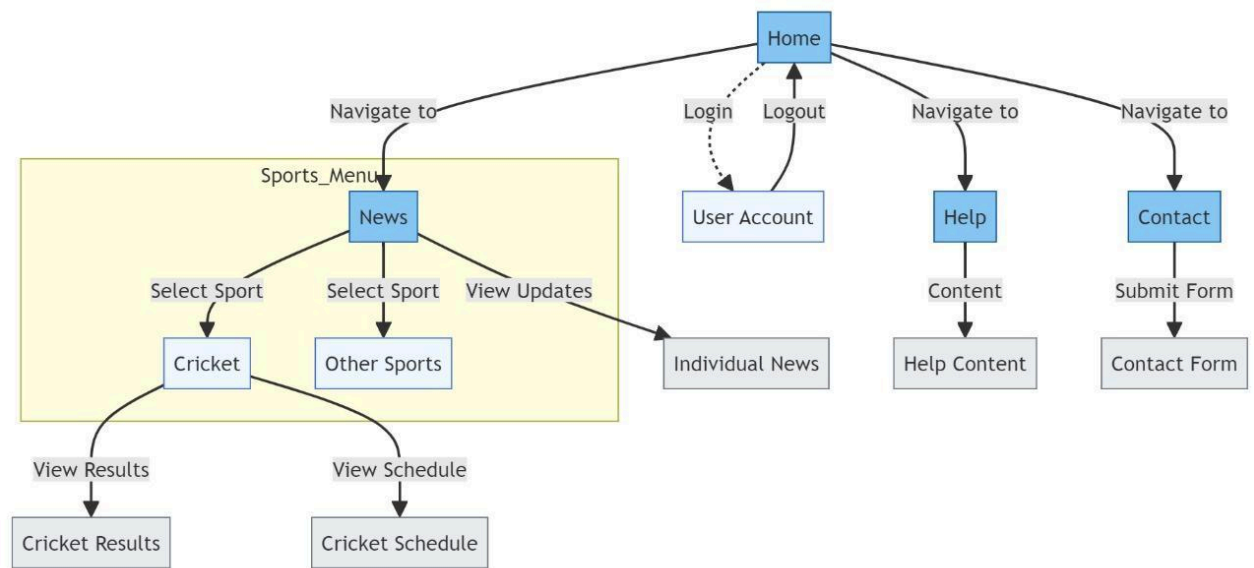 Home
Navigate to
Login
Logout
Navigate to
Navigate to
Sports_Menu
News
User Account
Help
Contact
Select Sport
Select Sport
View Updates
Content
Submit Form
Cricket
Other Sports
Individual News
Help Content
Contact Form
View Results
View Schedule
Cricket Results
Cricket Schedule